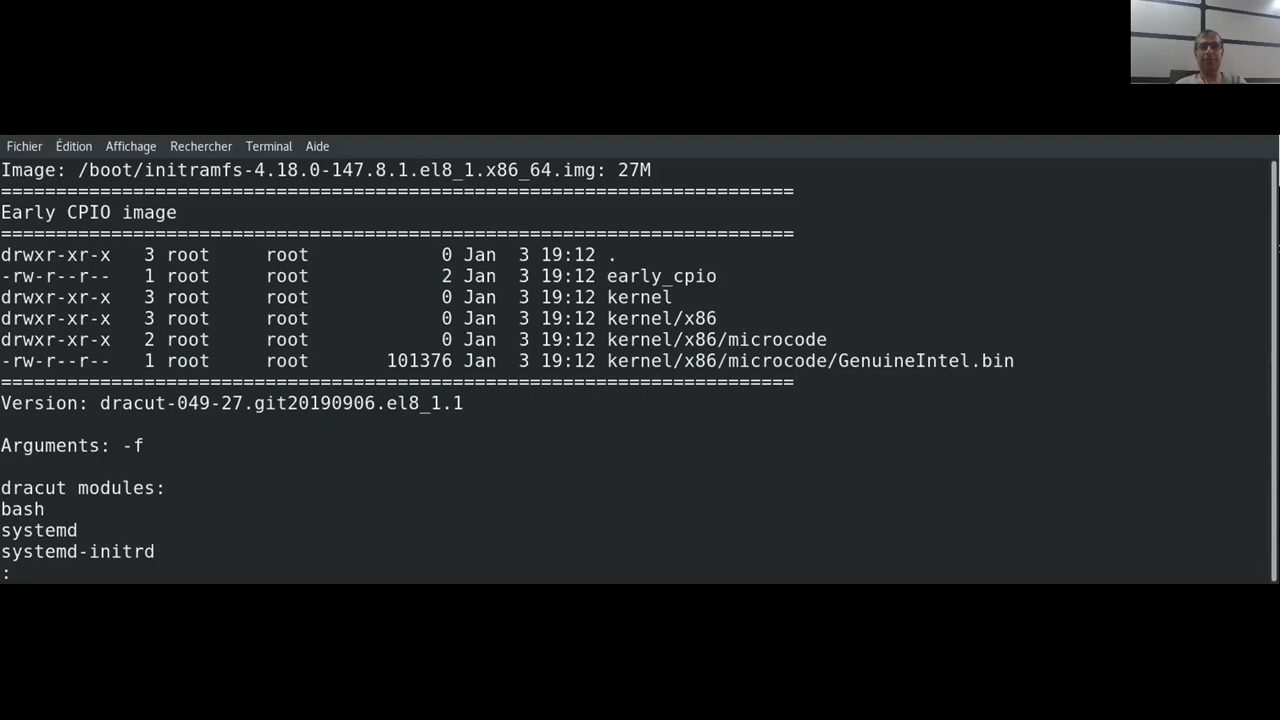 Fichier Édition Affichage Rechercher Terminal Aide
Image: /boot/initramfs-4.18.0-147.8.1.el8_1.x86_64.img: 27M
========================================================================
Early CPIO image
========================================================================
drwxr-xr-x   3 root     root            0 Jan  3 19:12 .
-rw-r--r--   1 root     root            2 Jan  3 19:12 early_cpio
drwxr-xr-x   3 root     root            0 Jan  3 19:12 kernel
drwxr-xr-x   3 root     root            0 Jan  3 19:12 kernel/x86
drwxr-xr-x   2 root     root            0 Jan  3 19:12 kernel/x86/microcode
-rw-r--r--   1 root     root       101376 Jan  3 19:12 kernel/x86/microcode/GenuineIntel.bin
========================================================================
Version: dracut-049-27.git20190906.el8_1.1
Arguments: -f
dracut modules:
bash
systemd
systemd-initrd
: